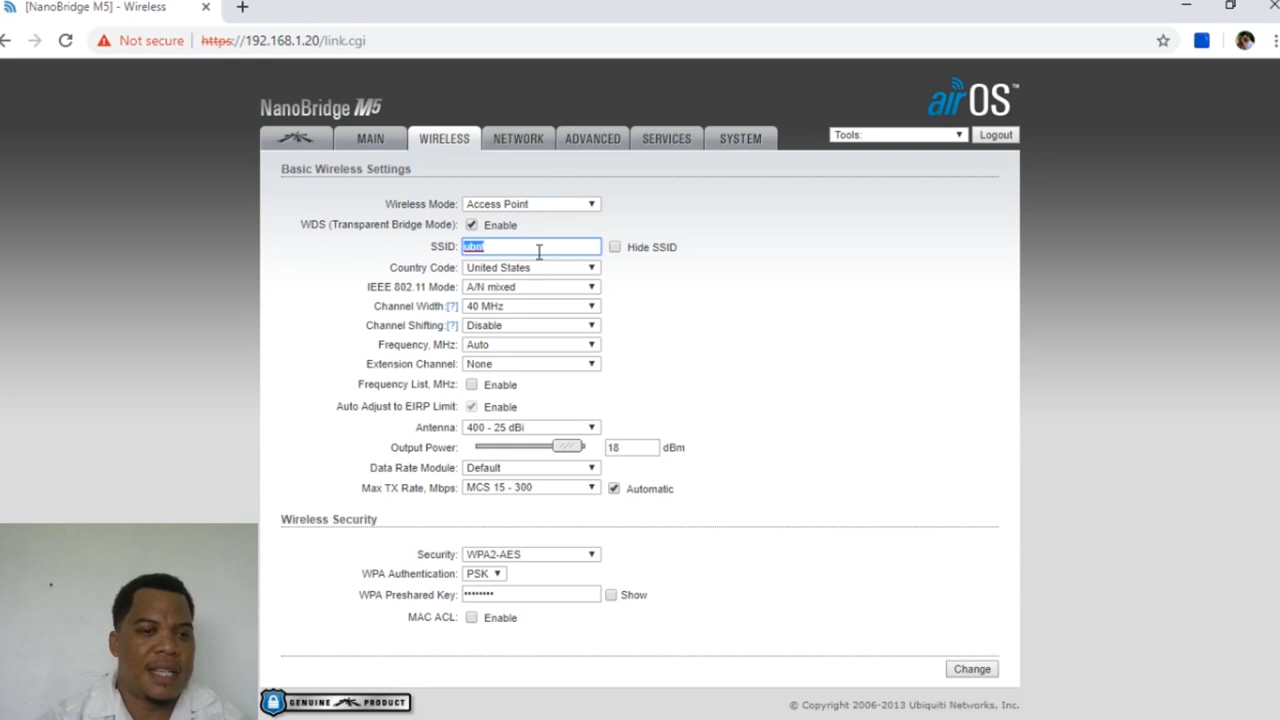 [NanoBridge M5] - Wireless
Not secure | https://192.168.1.20/link.cgi
NanoBridge M5
airOS™
MAIN WIRELESS NETWORK ADVANCED SERVICES SYSTEM Tools: Logout
Basic Wireless Settings
Wireless Mode: Access Point
WDS (Transparent Bridge Mode): Enable
SSID: ubnt Hide SSID
Country Code: United States
IEEE 802.11 Mode: A/N mixed
Channel Width:[?] 40 MHz
Channel Shifting:[?] Disable
Frequency, MHz: Auto
Extension Channel: None
Frequency List, MHz: Enable
Auto Adjust to EIRP Limit: Enable
Antenna: 400 - 25 dBi
Output Power: 18 dBm
Data Rate Module: Default
Max TX Rate, Mbps: MCS 15 - 300 Automatic
Wireless Security
Security: WPA2-AES
WPA Authentication: PSK
WPA Preshared Key: •••••••• Show
MAC ACL: Enable
Change
GENUINE PRODUCT
© Copyright 2006-2013 Ubiquiti Networks, Inc.